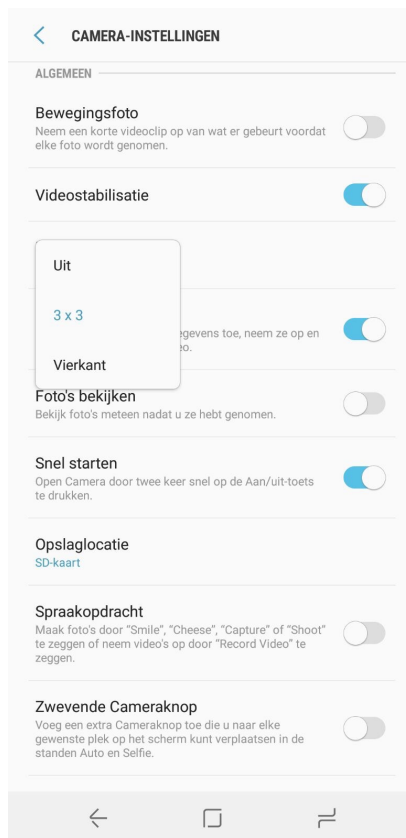 CAMERA-INSTELLINGEN
ALGEMEEN
Bewegingsfoto
Neem een korte videoclip op van wat er gebeurt voordat
elke foto wordt genomen.
Videostabilisatie
Uit
3 x 3
Vierkant
toe, neem ze op en
Foto's bekijken
Bekijk foto's meteen nadat u ze hebt genomen.
Snel starten
Open Camera door twee keer snel op de Aan/uit-toets
te drukken.
Opslaglocatie
SD-kaart
Spraakopdracht
Maak foto's door “Smile”, “Cheese”, “Capture” of “Shoot”
te zeggen of neem video's op door “Record Video” te
zeggen.
Zwevende Cameraknop
Voeg een extra Cameraknop toe die u naar elke
gewenste plek op het scherm kunt verplaatsen in de
standen Auto en Selfie.